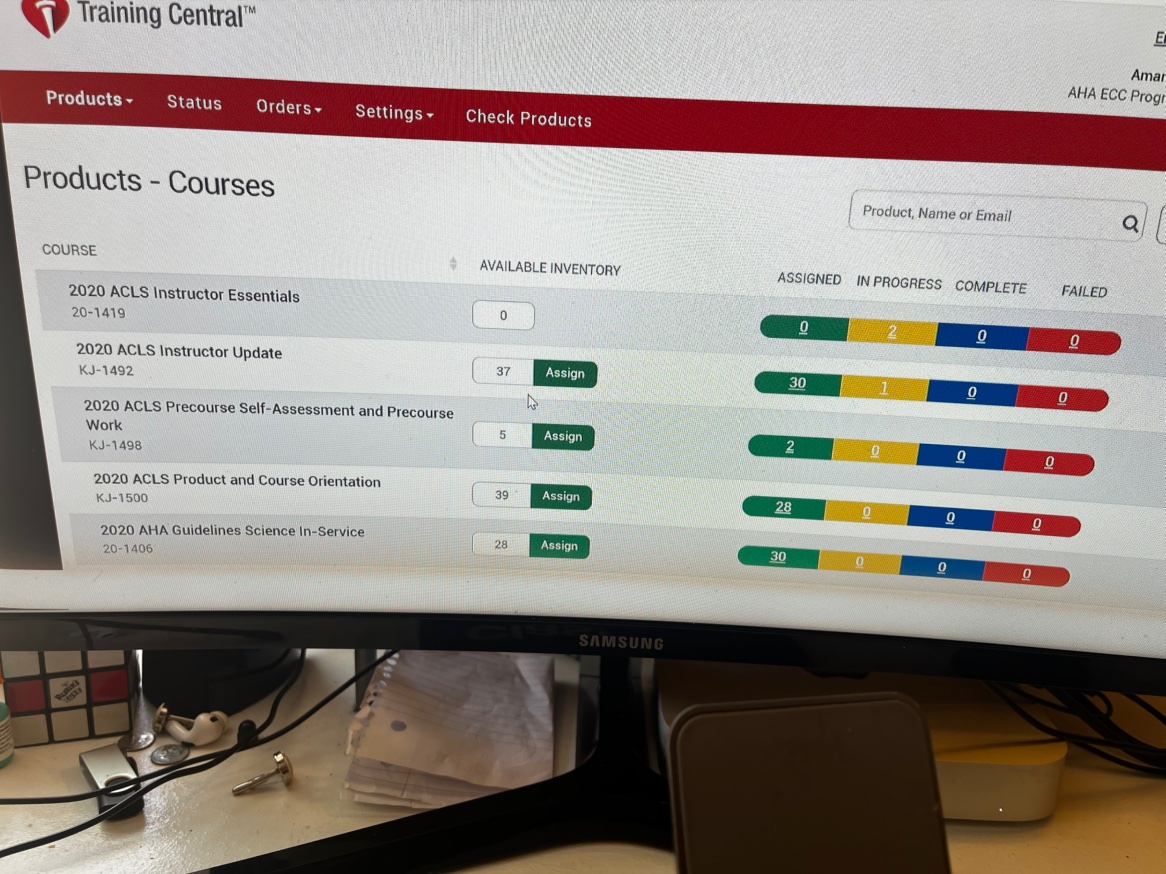 Training Central™
Products Status Orders Settings Check Products
AHA ECC
Products - Courses
Product, Name or Email
COURSE AVAILABLE INVENTORY ASSIGNED IN PROGRESS COMPLETE FAILED
2020 ACLS Instructor Essentials
20-1419
0 0 2 0 0
2020 ACLS Instructor Update
KJ-1492
37 Assign 30 1 0 0
2020 ACLS Precourse Self-Assessment and Precourse
Work
KJ-1498
5 Assign 2 0 0 0
2020 ACLS Product and Course Orientation
KJ-1500
39 Assign 28 0 0 0
2020 AHA Guidelines Science In-Service
20-1406
28 Assign 30 0 0 0
SAMSUNG